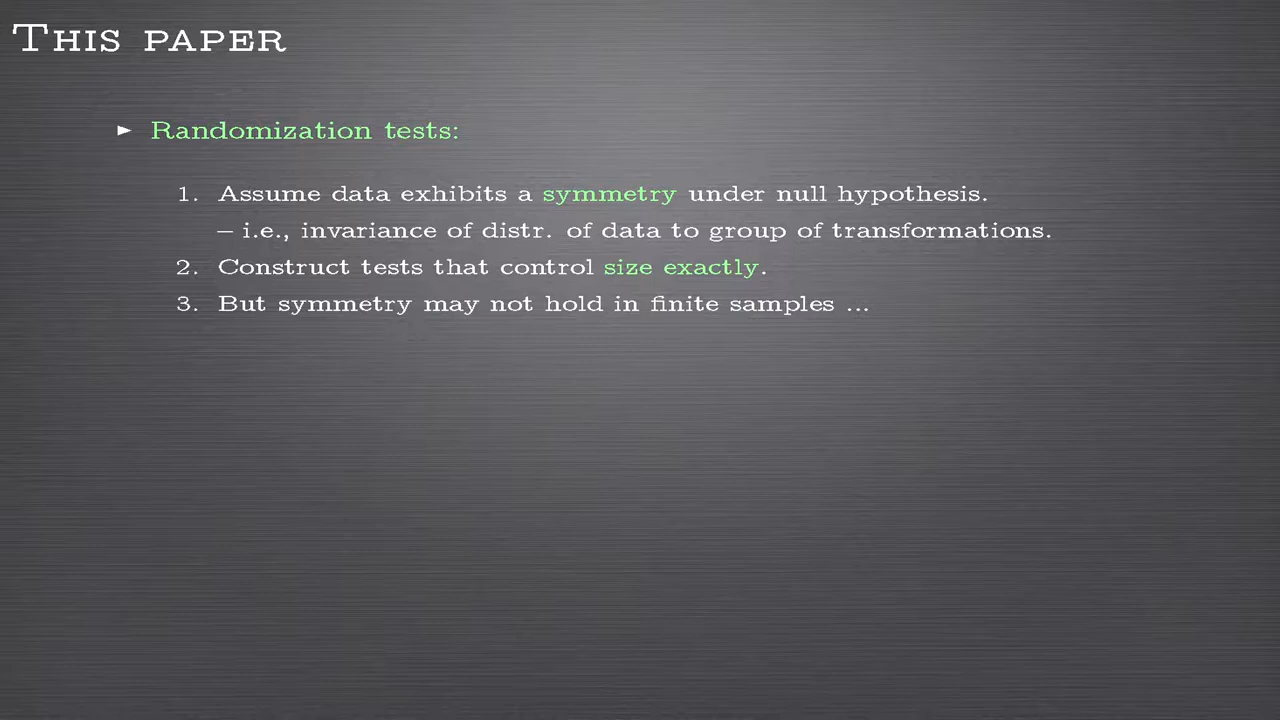 This paper
► Randomization tests:
1. Assume data exhibits a symmetry under null hypothesis.
– i.e., invariance of distr. of data to group of transformations.
2. Construct tests that control size exactly.
3. But symmetry may not hold in finite samples ...